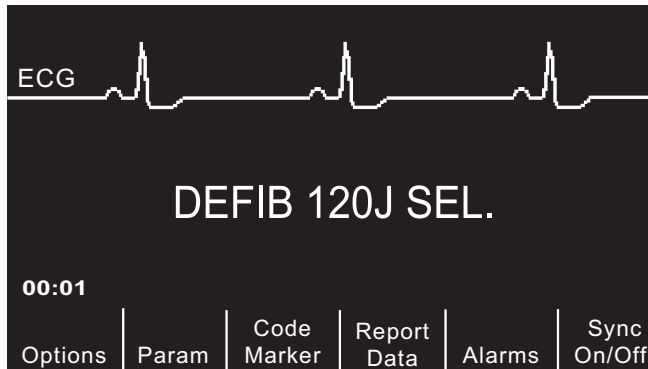 ECG
DEFIB 120J SEL.
00:01
Options Param Code Marker Report Data Alarms Sync On/Off